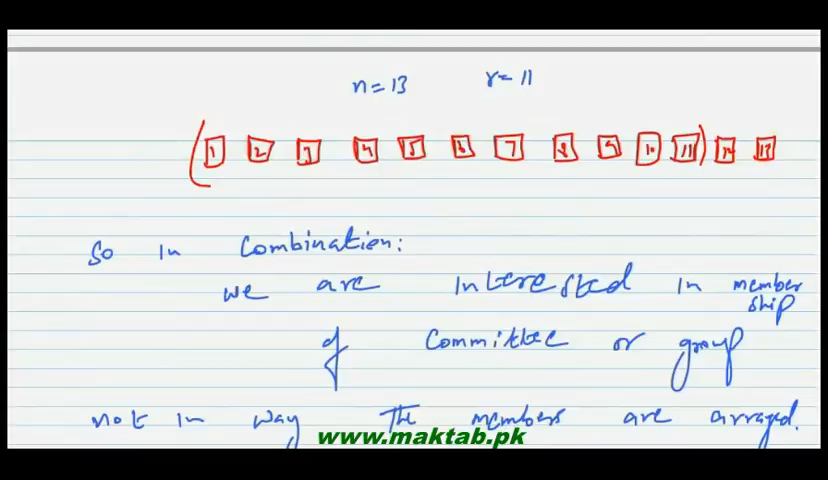 n = 13 r = 11
( 1 2 3 4 5 6 7 8 9 10 11 ) 12 13
So in Combination:
we are interested in member
ship
of Committee or group
not in way The members are arraged.
www.maktab.pk